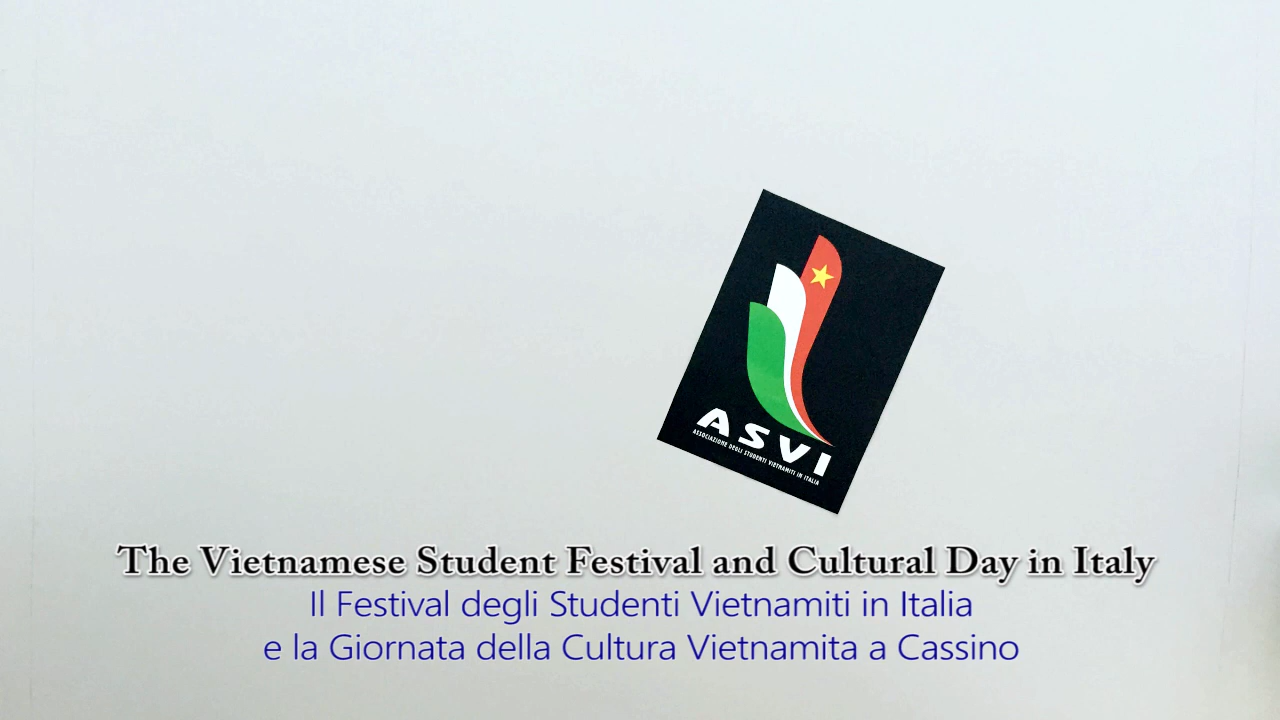 ASVI
ASSOCIAZIONE DEGLI STUDENTI VIETNAMITI IN ITALIA
The Vietnamese Student Festival and Cultural Day in Italy
Il Festival degli Studenti Vietnamiti in Italia
e la Giornata della Cultura Vietnamita a Cassino